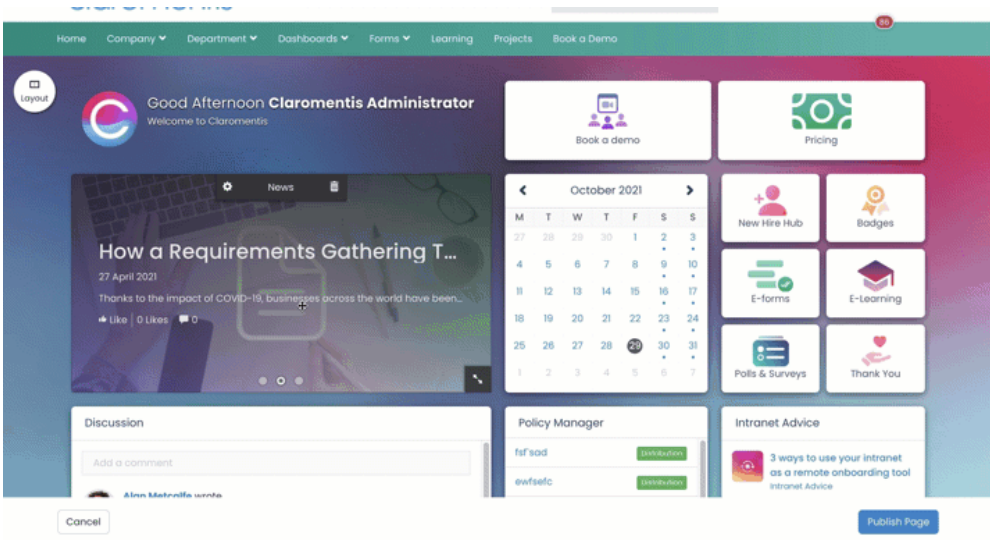 86
Home Company Department Dashboards Forms Learning Projects Book a Demo
Layout
Good Afternoon Claromentis Administrator
Welcome to Claromentis
Book a demo
Pricing
News
How a Requirements Gathering T...
27 April 2021
Thanks to the impact of COVID-19, businesses across the world have been...
Like 0 Likes 0
October 2021
M T W T F S S
27 28 29 30 1 2 3
4 5 6 7 8 9 10
11 12 13 14 15 16 17
18 19 20 21 22 23 24
25 26 27 28 29 30 31
1 2 3 4 5 6 7
New Hire Hub
Badges
E-forms
E-Learning
Polls & Surveys
Thank You
Discussion
Add a comment
Alan Metcalfe wrote
Policy Manager
fsf'sad Distribution
ewfsefc Distribution
Intranet Advice
3 ways to use your intranet
as a remote onboarding tool
Intranet Advice
Cancel
Publish Page